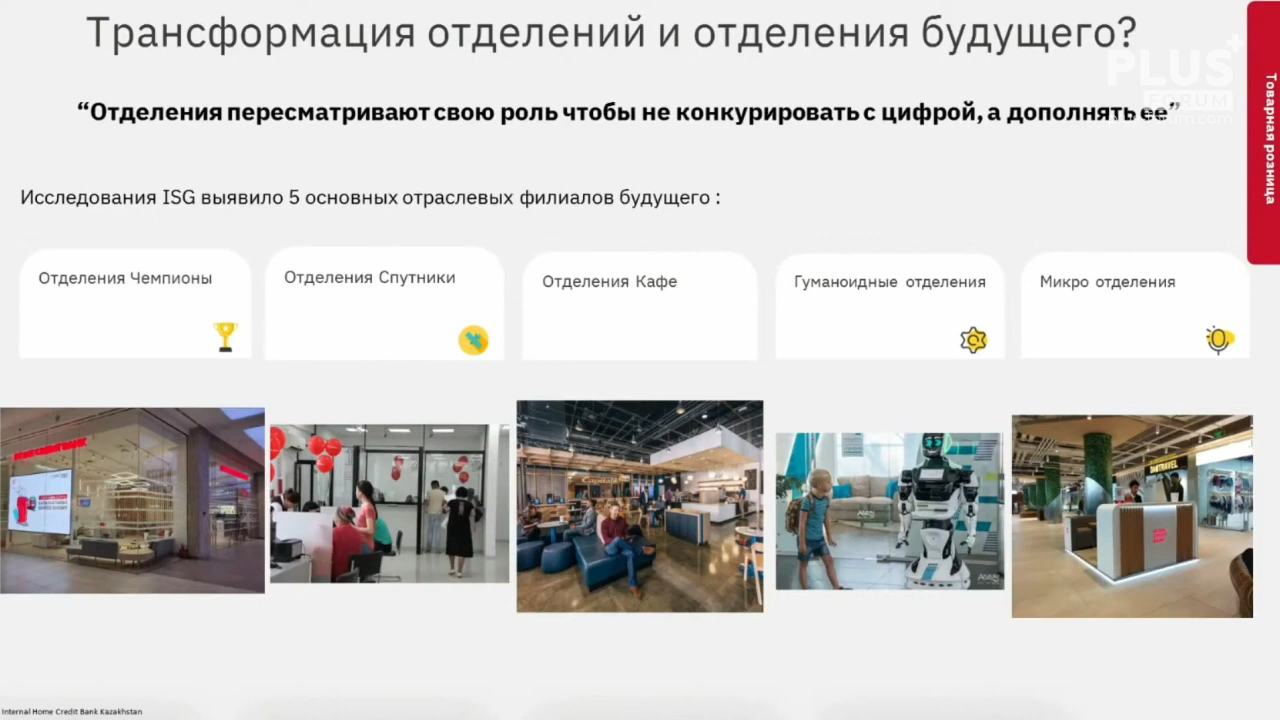 Трансформация отделений и отделения будущего?
PLUS+
FORUM
“Отделения пересматривают свою роль чтобы не конкурировать с цифрой, а дополнять ее”
Товарная розница
Исследования ISG выявило 5 основных отраслевых филиалов будущего :
Отделения Чемпионы
Отделения Спутники
Отделения Кафе
Гуманоидные отделения
Микро отделения
Internal Home Credit Bank Kazakhstan